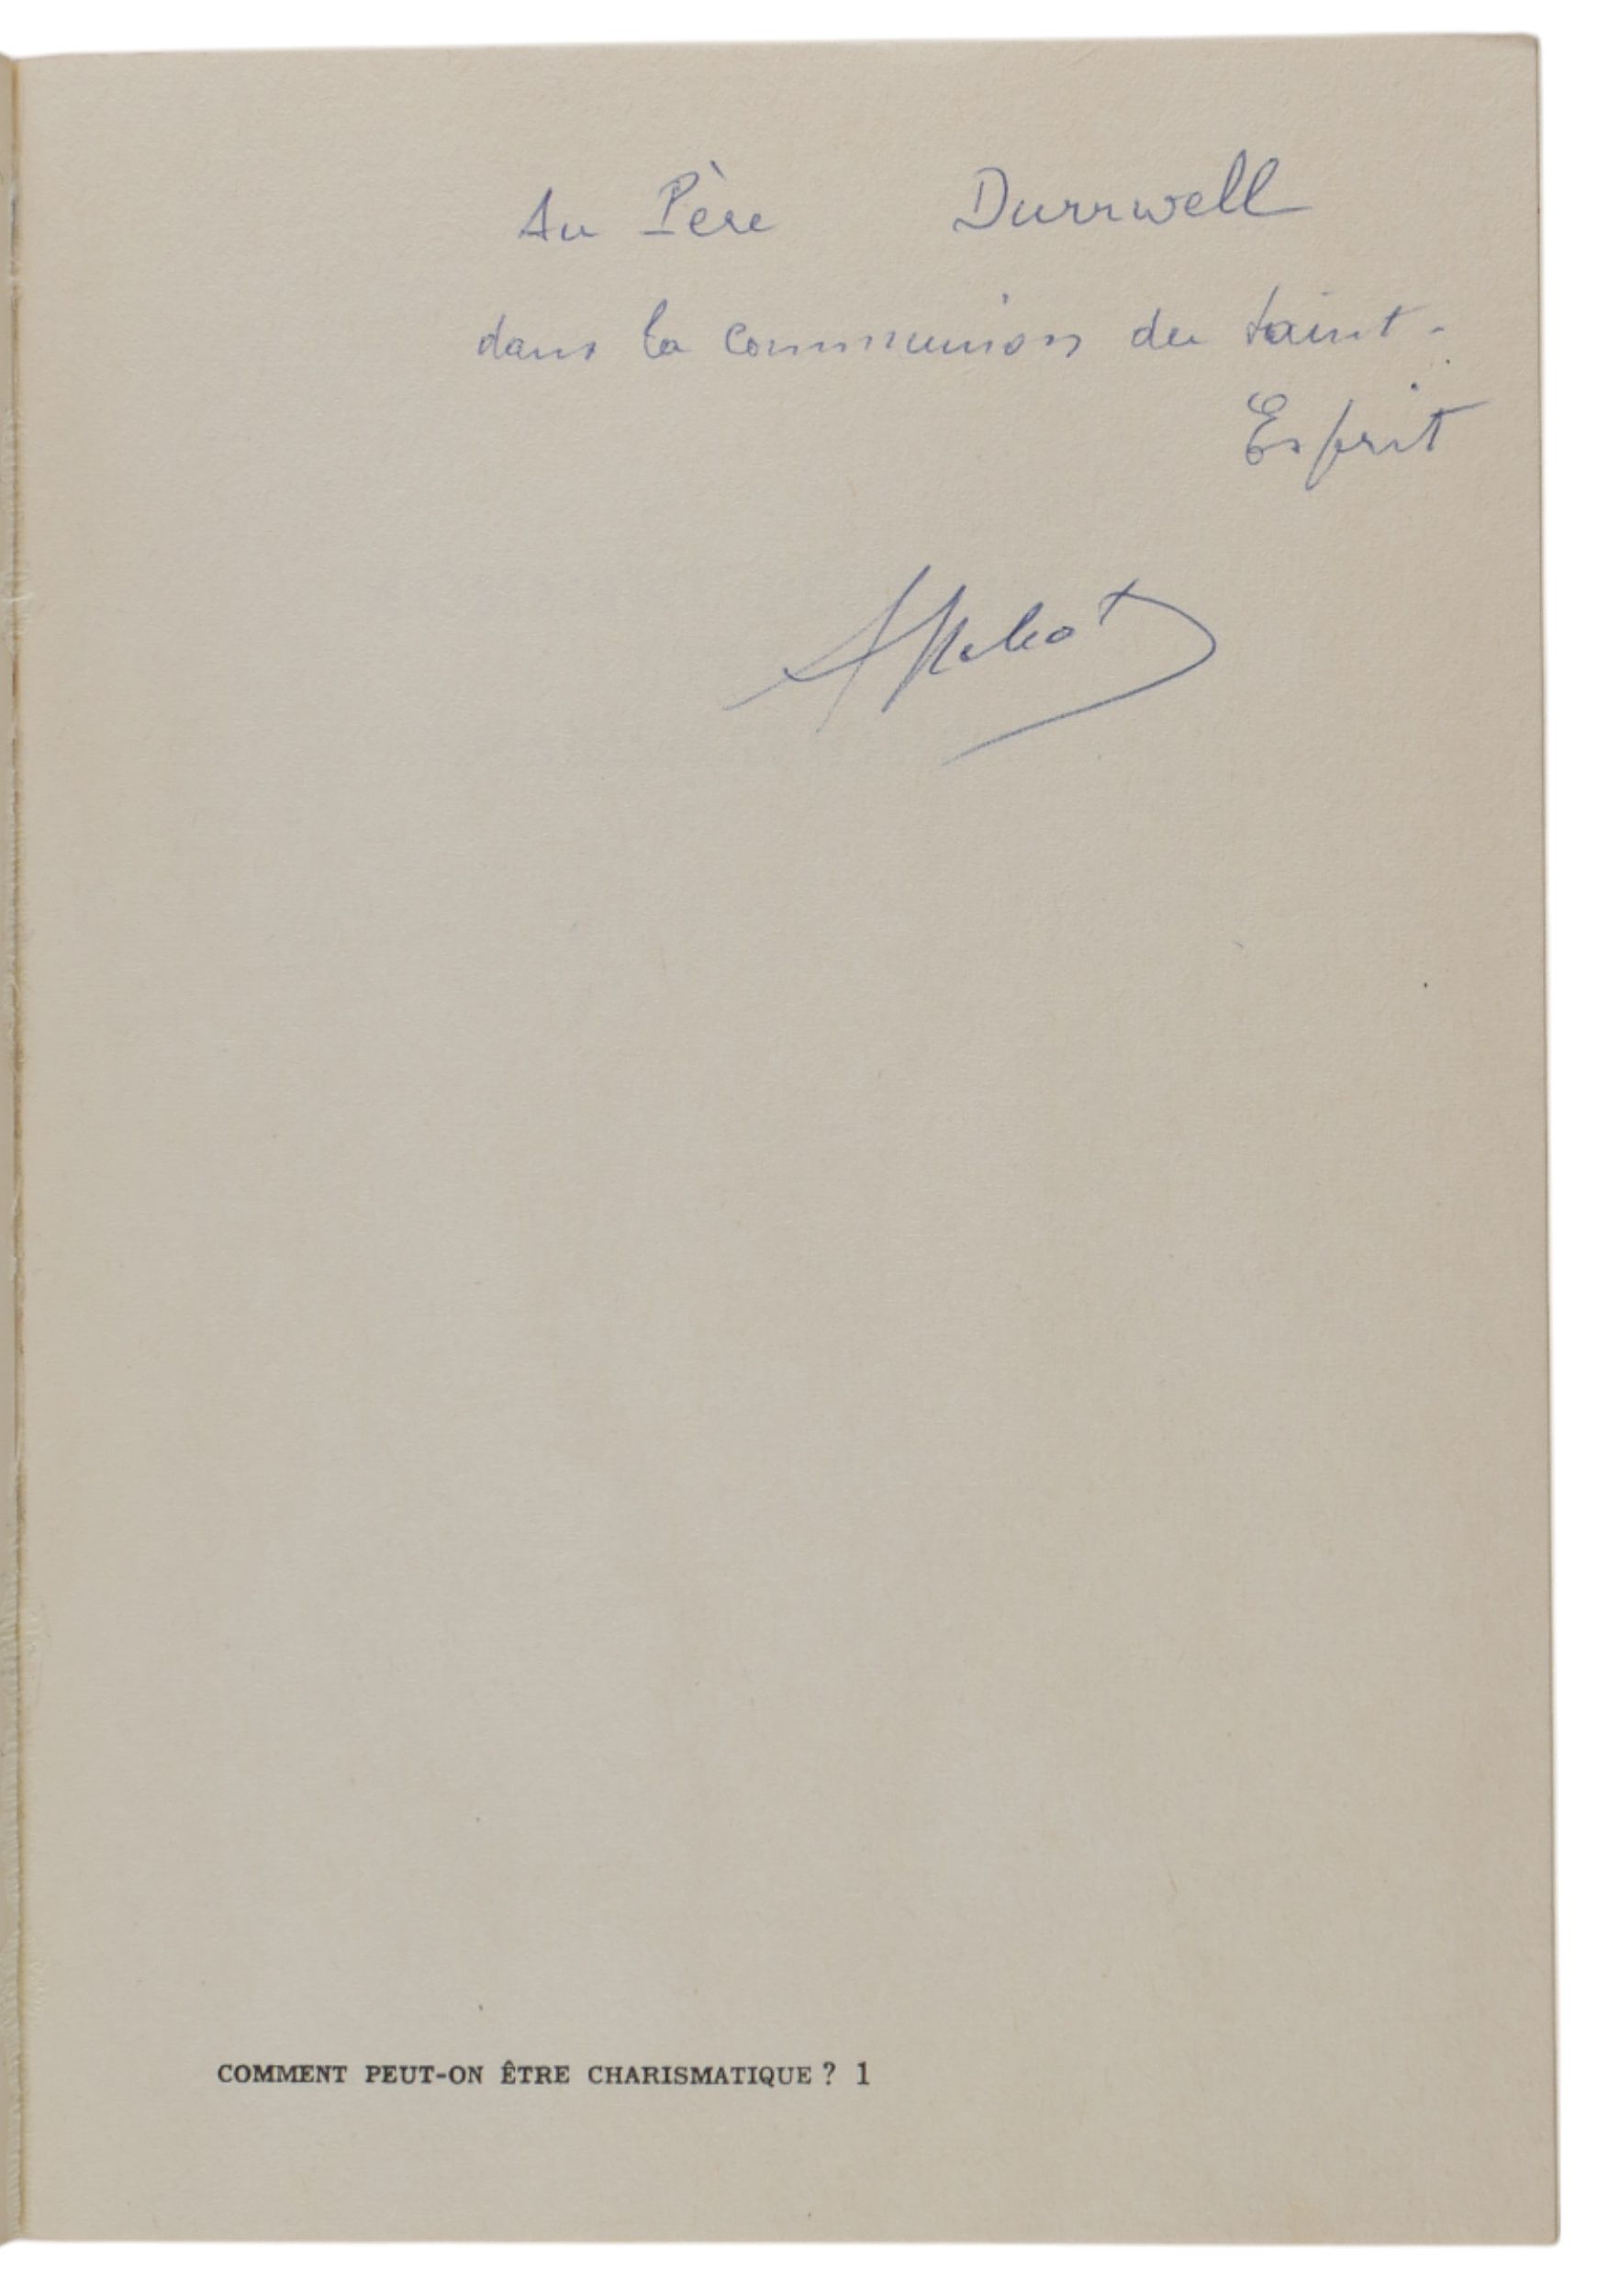 Au Père Durrwell
dans la communion du Saint-
Esprit
COMMENT PEUT-ON ÊTRE CHARISMATIQUE ? 1